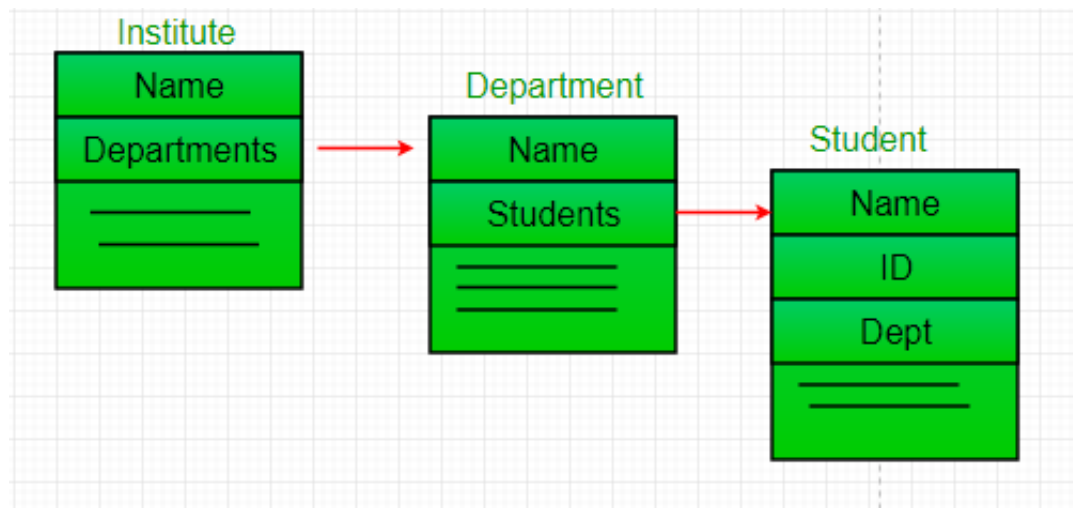 Institute
Name
Departments
Department
Name
Students
Student
Name
ID
Dept